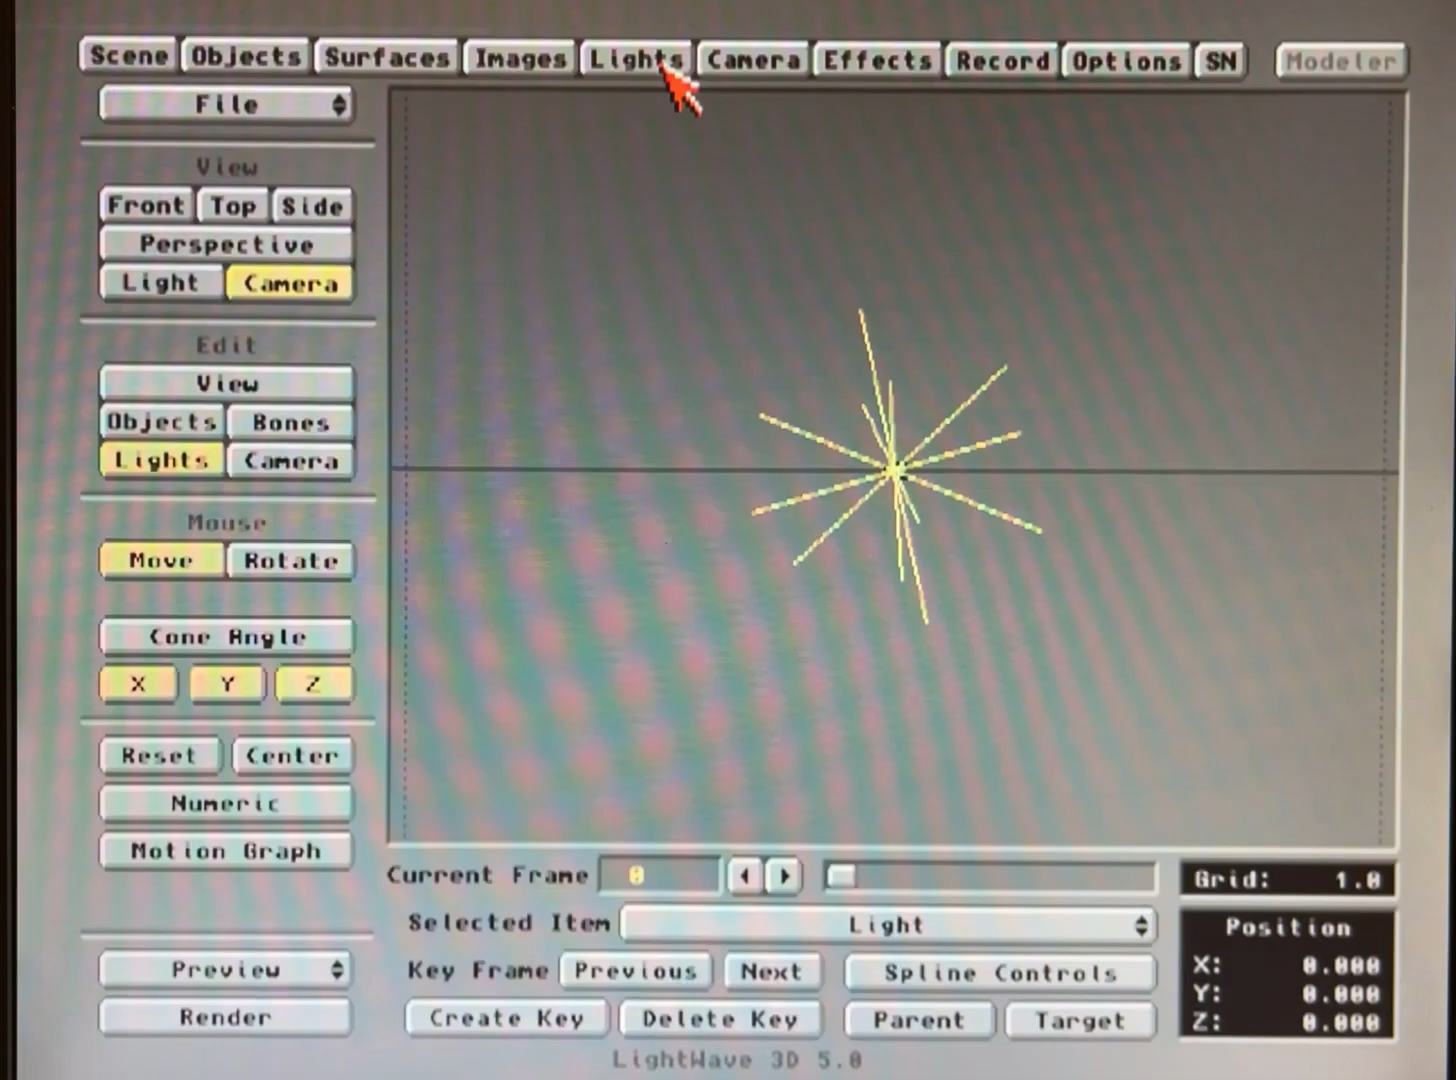 Scene Objects Surfaces Images Lights Camera Effects Record Options SN Modeler
File
View
Front Top Side
Perspective
Light Camera
Edit
View
Objects Bones
Lights Camera
Mouse
Move Rotate
Cone Angle
X Y Z
Reset Center
Numeric
Motion Graph
Preview
Render
Current Frame 0
Selected Item Light
Key Frame Previous Next Spline Controls
Create Key Delete Key Parent Target
Grid: 1.0
Position
X: 0.000
Y: 0.000
Z: 0.000
LightWave 3D 5.0